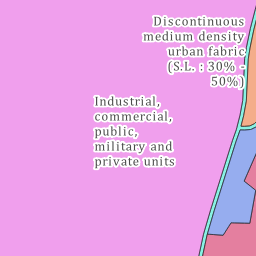 Discontinuous
medium density
urban fabric
(S.L. : 30% -
50%)
Industrial,
commercial,
public,
military and
private units